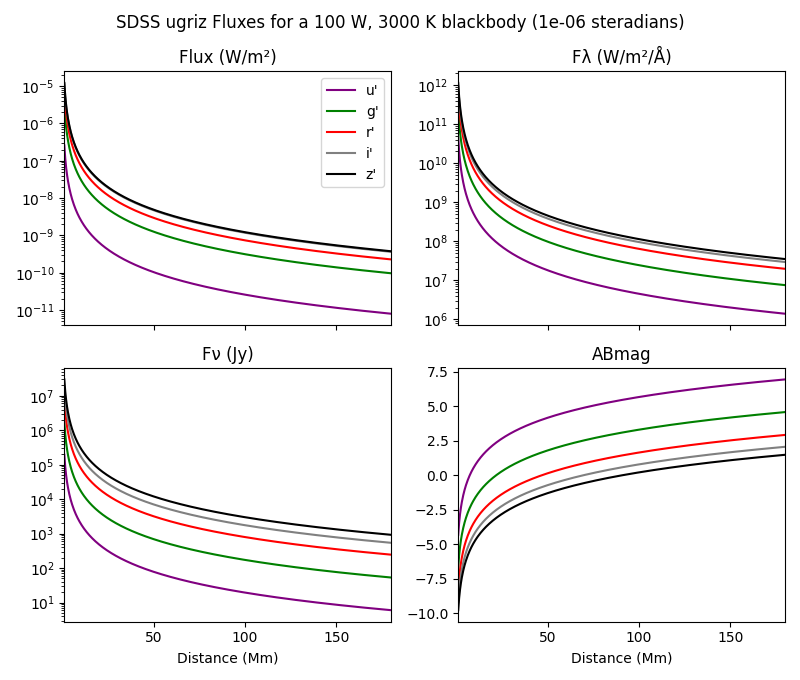 SDSS ugriz Fluxes for a 100 W, 3000 K blackbody (1e-06 steradians)
Flux (W/m²)
10⁻⁵
10⁻⁶
10⁻⁷
10⁻⁸
10⁻⁹
10⁻¹⁰
10⁻¹¹
u'
g'
r'
i'
z'
Fλ (W/m²/Å)
10¹²
10¹¹
10¹⁰
10⁹
10⁸
10⁷
10⁶
Fν (Jy)
10⁷
10⁶
10⁵
10⁴
10³
10²
10¹
50 100 150
Distance (Mm)
ABmag
7.5
5.0
2.5
0.0
−2.5
−5.0
−7.5
−10.0
50 100 150
Distance (Mm)